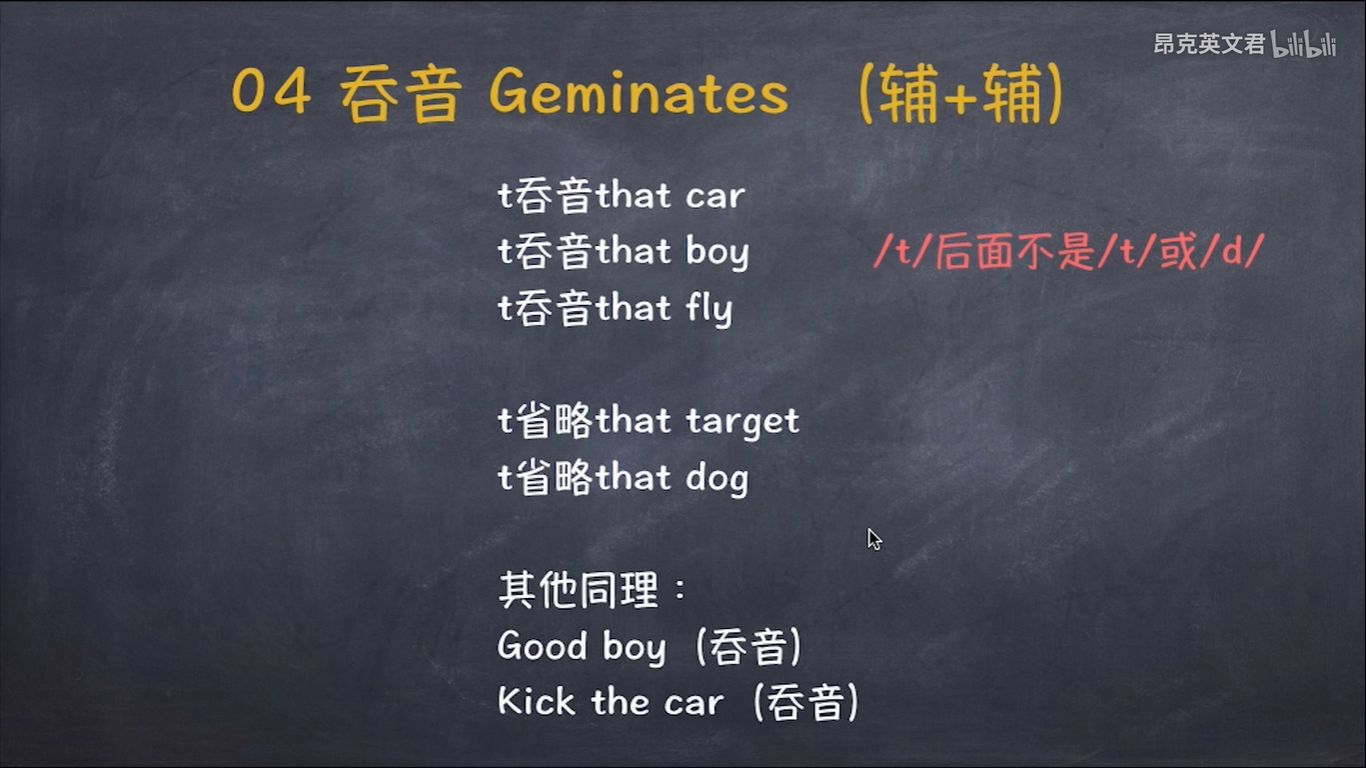 昂克英文君 bilibili
04 吞音 Geminates （辅+辅）
t吞音that car
t吞音that boy /t/后面不是/t/或/d/
t吞音that fly
t省略that target
t省略that dog
其他同理：
Good boy（吞音）
Kick the car（吞音）